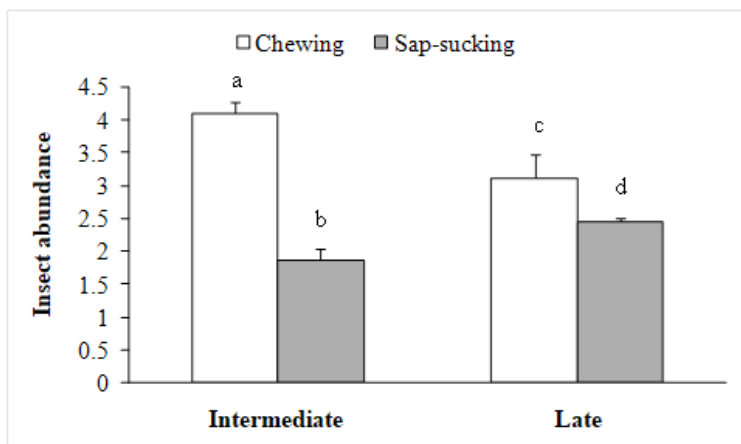 Chewing Sap-sucking
a
b
c
d
4.5
4
3.5
3
2.5
2
1.5
1
0.5
0
Insect abundance
Intermediate Late